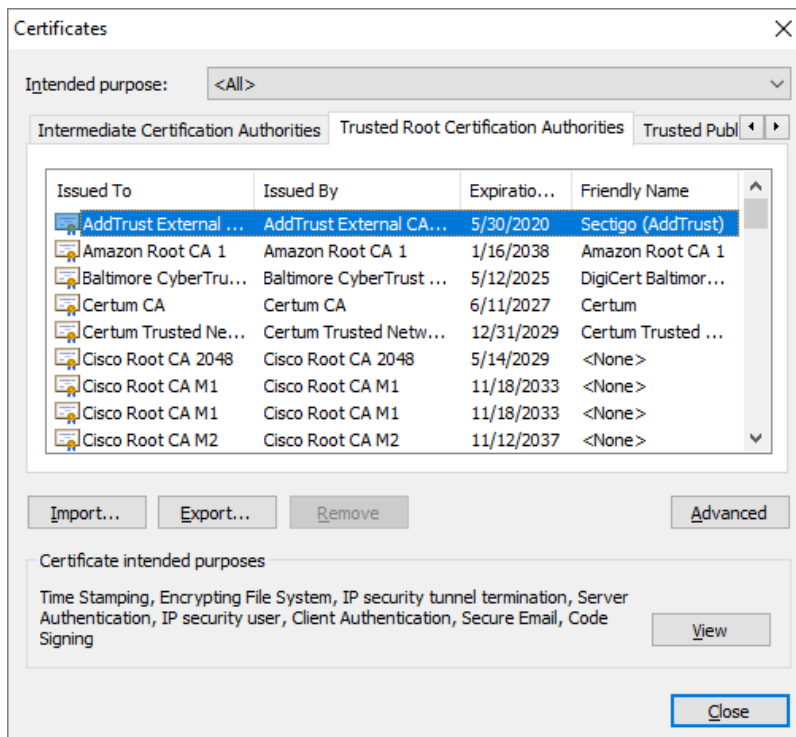 Certificates
Intended purpose: <All>
Intermediate Certification Authorities Trusted Root Certification Authorities Trusted Publ
Issued To Issued By Expiratio... Friendly Name
AddTrust External ... AddTrust External CA... 5/30/2020 Sectigo (AddTrust)
Amazon Root CA 1 Amazon Root CA 1 1/16/2038 Amazon Root CA 1
Baltimore CyberTru... Baltimore CyberTrust ... 5/12/2025 DigiCert Baltimor...
Certum CA Certum CA 6/11/2027 Certum
Certum Trusted Ne... Certum Trusted Netw... 12/31/2029 Certum Trusted ...
Cisco Root CA 2048 Cisco Root CA 2048 5/14/2029 <None>
Cisco Root CA M1 Cisco Root CA M1 11/18/2033 <None>
Cisco Root CA M1 Cisco Root CA M1 11/18/2033 <None>
Cisco Root CA M2 Cisco Root CA M2 11/12/2037 <None>
Import... Export... Remove Advanced
Certificate intended purposes
Time Stamping, Encrypting File System, IP security tunnel termination, Server
Authentication, IP security user, Client Authentication, Secure Email, Code
Signing
View
Close